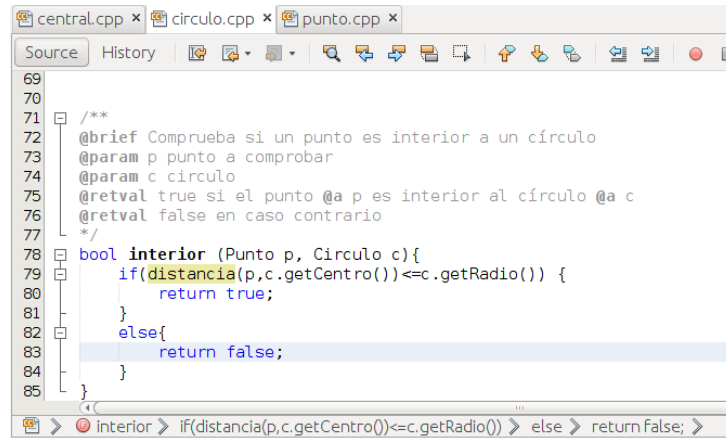 central.cpp × circulo.cpp × punto.cpp ×
Source History
69
70
71 /**
72 @brief Comprueba si un punto es interior a un círculo
73 @param p punto a comprobar
74 @param c circulo
75 @retval true si el punto @a p es interior al círculo @a c
76 @retval false en caso contrario
77 */
78 bool interior (Punto p, Circulo c){
79 if(distancia(p,c.getCentro())<=c.getRadio()) {
80 return true;
81 }
82 else{
83 return false;
84 }
85 }
interior > if(distancia(p,c.getCentro())<=c.getRadio()) > else > return false; >